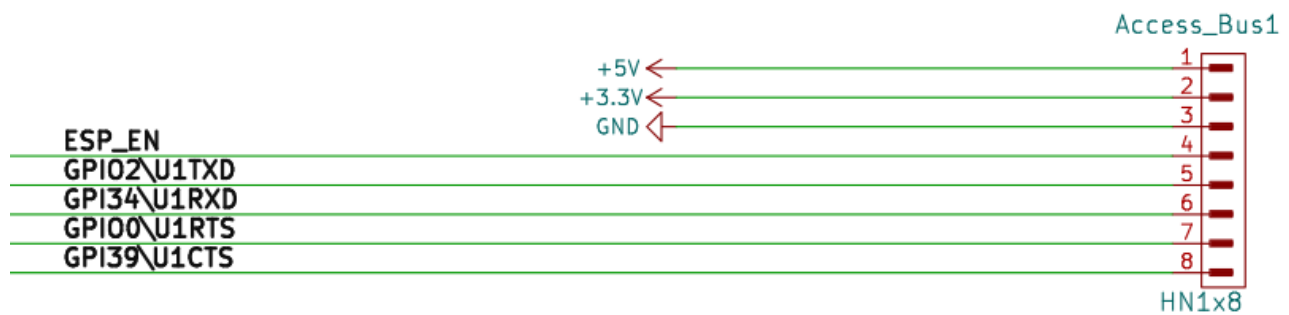 Access_Bus1
+5V 1
+3.3V 2
GND 3
ESP_EN 4
GPIO2\U1TXD 5
GPI34\U1RXD 6
GPIO0\U1RTS 7
GPI39\U1CTS 8
HN1x8